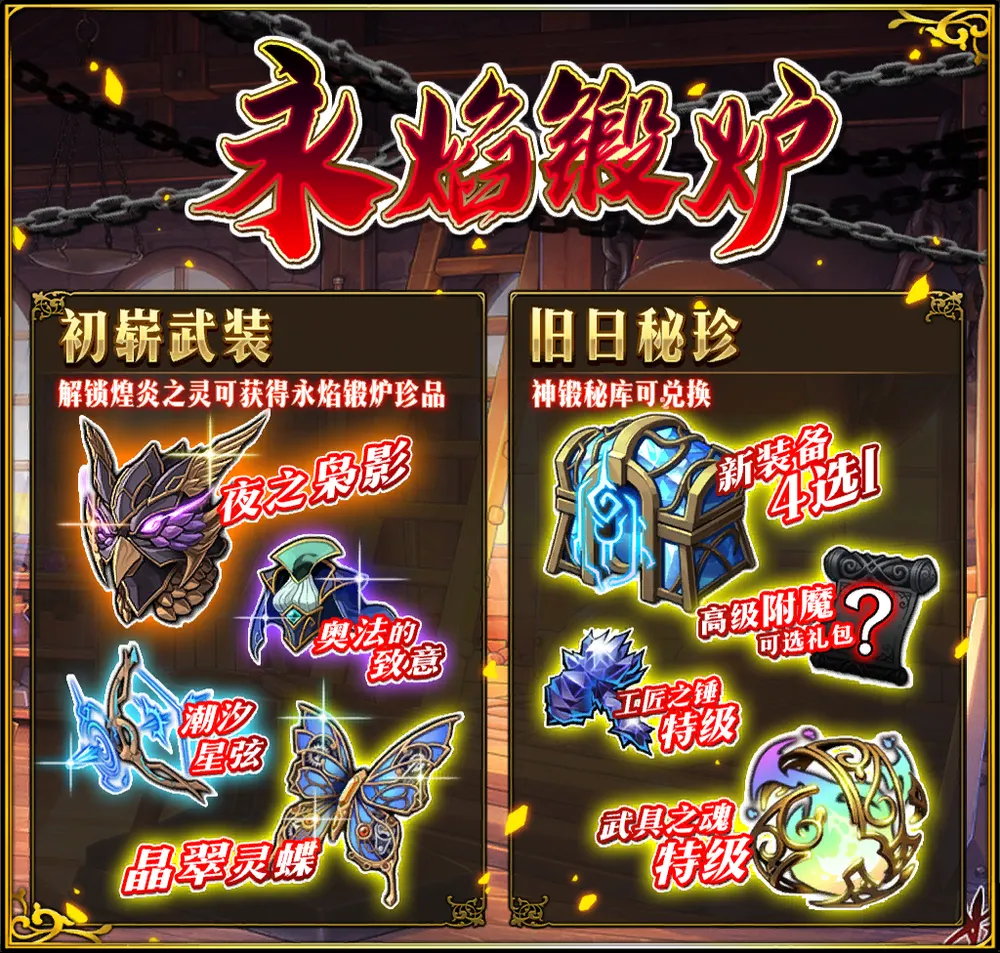 永焰锻炉
初崭武装
解锁煌炎之灵可获得永焰锻炉珍品
夜之枭影
奥法的
致意
潮汐
星弦
晶翠灵蝶
旧日秘珍
神锻秘库可兑换
新装备
4选1
高级附魔
可选礼包
?
工匠之锤
特级
武具之魂
特级